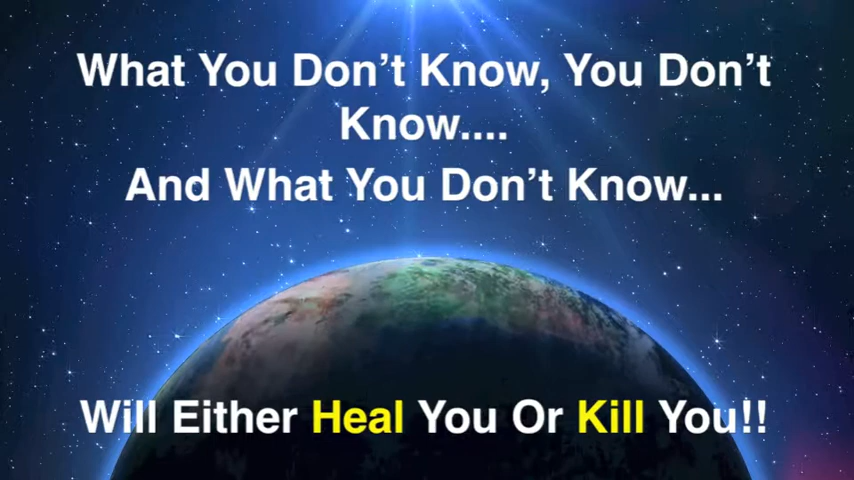 What You Don’t Know, You Don’t
Know....
And What You Don’t Know...
Will Either Heal You Or Kill You!!